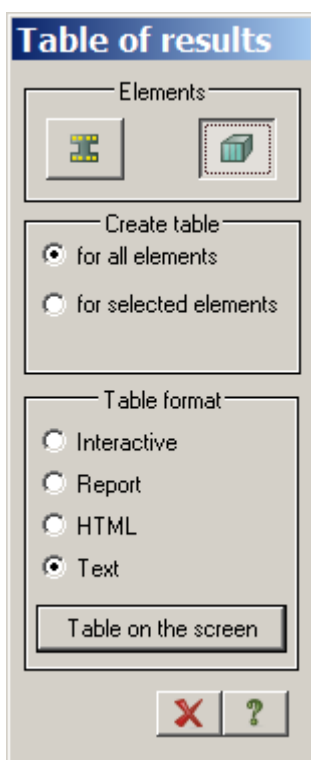 Table of results
Elements
Create table
for all elements
for selected elements
Table format
Interactive
Report
HTML
Text
Table on the screen
?